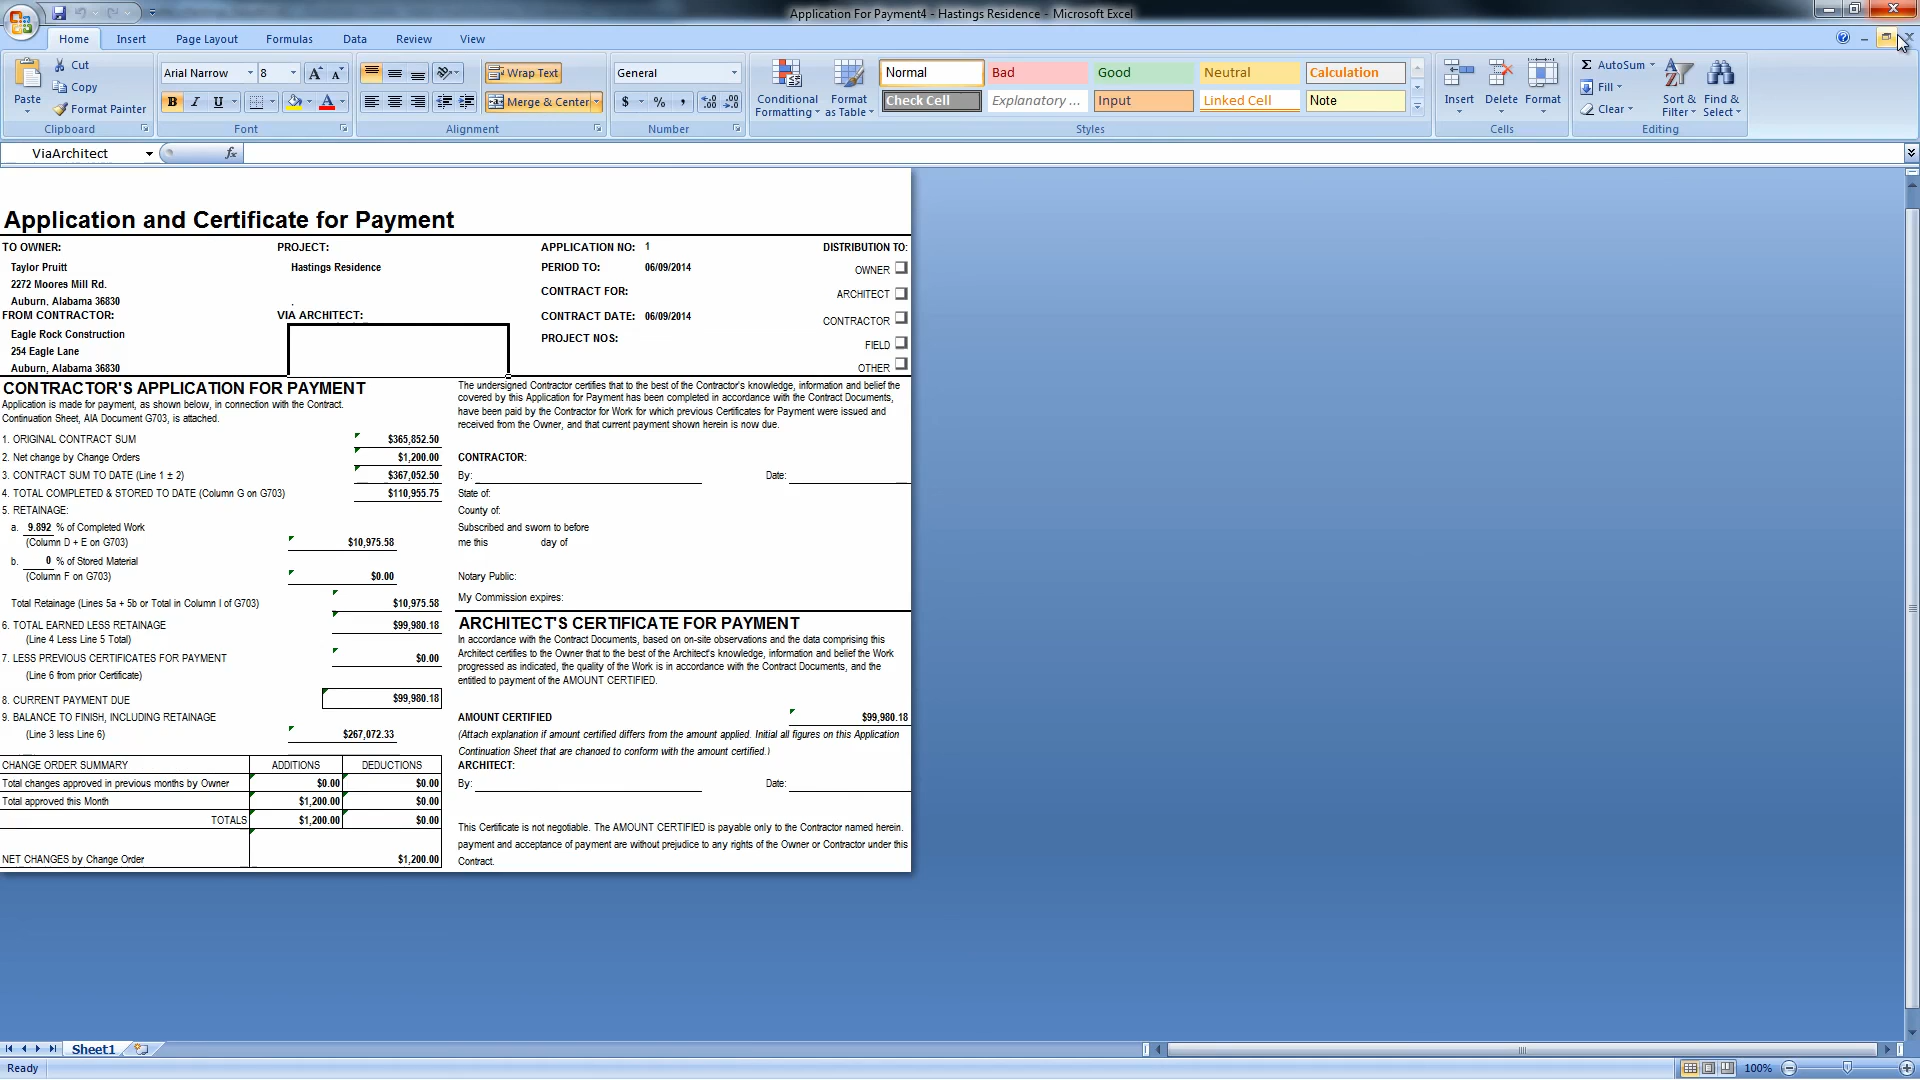 Application For Payment4 - Hastings Residence - Microsoft Excel
Home Insert Page Layout Formulas Data Review View
Paste Cut Copy Format Painter
Arial Narrow 8
B I U A
Wrap Text
Merge & Center
General
$ % ,
Conditional Formatting
Format as Table
Normal Bad Good Neutral Calculation
Check Cell Explanatory ... Input Linked Cell Note
Insert Delete Format
Σ AutoSum
Fill
Clear
Sort & Filter
Find & Select
Clipboard Font Alignment Number Styles Cells Editing
ViaArchitect fx
Application and Certificate for Payment
TO OWNER: PROJECT: APPLICATION NO: 1 DISTRIBUTION TO:
Taylor Pruitt Hastings Residence PERIOD TO: 06/09/2014 OWNER
2272 Moores Mill Rd.
CONTRACT FOR: ARCHITECT
Auburn, Alabama 36830 .
FROM CONTRACTOR: VIA ARCHITECT: CONTRACT DATE: 06/09/2014 CONTRACTOR
Eagle Rock Construction PROJECT NOS:
254 Eagle Lane FIELD
Auburn, Alabama 36830 OTHER
CONTRACTOR'S APPLICATION FOR PAYMENT
Application is made for payment, as shown below, in connection with the Contract.
Continuation Sheet, AIA Document G703, is attached.
1. ORIGINAL CONTRACT SUM $365,852.50
2. Net change by Change Orders $1,200.00
3. CONTRACT SUM TO DATE (Line 1 ± 2) $367,052.50
4. TOTAL COMPLETED & STORED TO DATE (Column G on G703) $110,955.75
5. RETAINAGE:
a. 9.892 % of Completed Work
(Column D + E on G703) $10,975.58
b. 0 % of Stored Material
(Column F on G703) $0.00
Total Retainage (Lines 5a + 5b or Total in Column I of G703) $10,975.58
6. TOTAL EARNED LESS RETAINAGE $99,980.18
(Line 4 Less Line 5 Total)
7. LESS PREVIOUS CERTIFICATES FOR PAYMENT $0.00
(Line 6 from prior Certificate)
8. CURRENT PAYMENT DUE $99,980.18
9. BALANCE TO FINISH, INCLUDING RETAINAGE
(Line 3 less Line 6) $267,072.33
CHANGE ORDER SUMMARY ADDITIONS DEDUCTIONS
Total changes approved in previous months by Owner $0.00 $0.00
Total approved this Month $1,200.00 $0.00
TOTALS $1,200.00 $0.00
NET CHANGES by Change Order $1,200.00
The undersigned Contractor certifies that to the best of the Contractor's knowledge, information and belief the
covered by this Application for Payment has been completed in accordance with the Contract Documents,
have been paid by the Contractor for Work for which previous Certificates for Payment were issued and
received from the Owner, and that current payment shown herein is now due.
CONTRACTOR:
By: Date:
State of:
County of:
Subscribed and sworn to before
me this day of
Notary Public:
My Commission expires:
ARCHITECT'S CERTIFICATE FOR PAYMENT
In accordance with the Contract Documents, based on on-site observations and the data comprising this
Architect certifies to the Owner that to the best of the Architect's knowledge, information and belief the Work
progressed as indicated, the quality of the Work is in accordance with the Contract Documents, and the
entitled to payment of the AMOUNT CERTIFIED.
AMOUNT CERTIFIED $99,980.18
(Attach explanation if amount certified differs from the amount applied. Initial all figures on this Application
Continuation Sheet that are changed to conform with the amount certified.)
ARCHITECT:
By: Date:
This Certificate is not negotiable. The AMOUNT CERTIFIED is payable only to the Contractor named herein.
payment and acceptance of payment are without prejudice to any rights of the Owner or Contractor under this
Contract.
Sheet1
Ready 100%